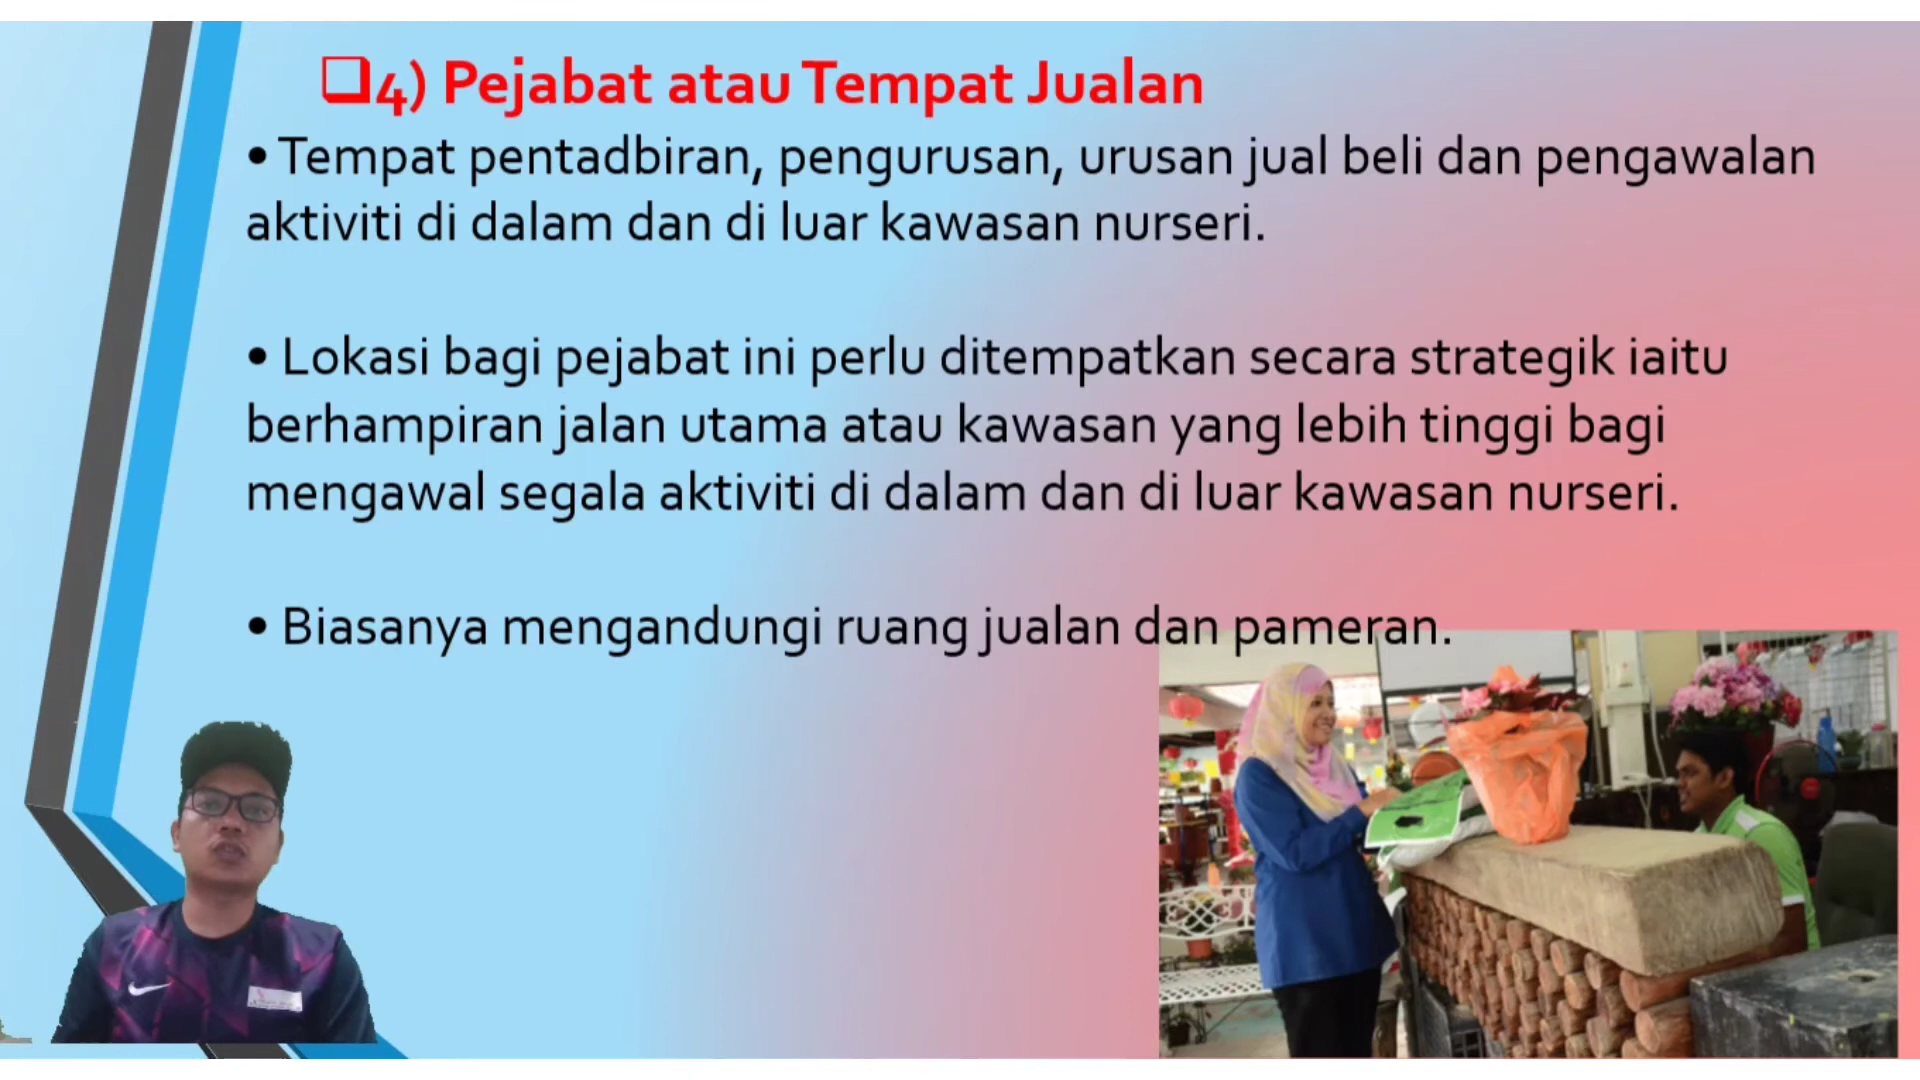 ❑4) Pejabat atau Tempat Jualan
• Tempat pentadbiran, pengurusan, urusan jual beli dan pengawalan
aktiviti di dalam dan di luar kawasan nurseri.
• Lokasi bagi pejabat ini perlu ditempatkan secara strategik iaitu
berhampiran jalan utama atau kawasan yang lebih tinggi bagi
mengawal segala aktiviti di dalam dan di luar kawasan nurseri.
• Biasanya mengandungi ruang jualan dan pameran.